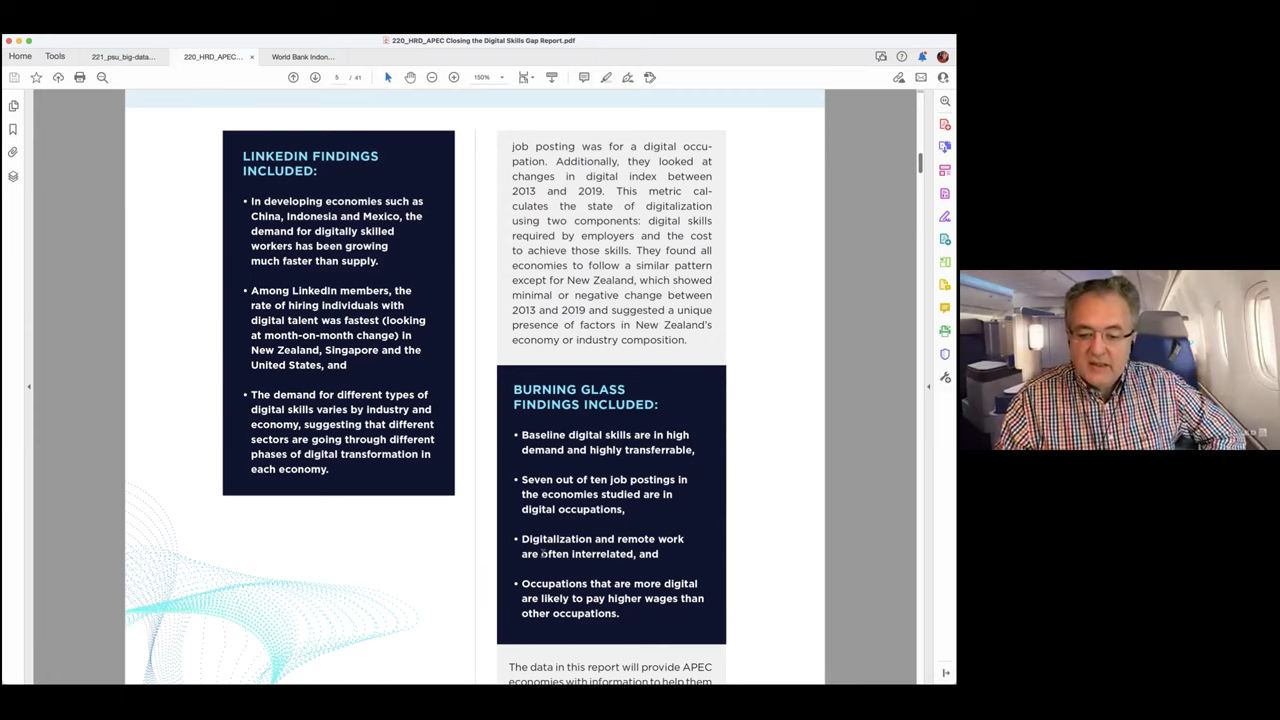 220_HRD_APEC Closing the Digital Skills Gap Report.pdf
Home
Tools
221_psu_big-data...
220_HRD_APEC...
World Bank Indon...
5 / 41
150%
LINKEDIN FINDINGS
INCLUDED:
• In developing economies such as
China, Indonesia and Mexico, the
demand for digitally skilled
workers has been growing
much faster than supply.
• Among LinkedIn members, the
rate of hiring individuals with
digital talent was fastest (looking
at month-on-month change) in
New Zealand, Singapore and the
United States, and
• The demand for different types of
digital skills varies by industry and
economy, suggesting that different
sectors are going through different
phases of digital transformation in
each economy.
job posting was for a digital occu-
pation. Additionally, they looked at
changes in digital index between
2013 and 2019. This metric cal-
culates the state of digitalization
using two components: digital skills
required by employers and the cost
to achieve those skills. They found all
economies to follow a similar pattern
except for New Zealand, which showed
minimal or negative change between
2013 and 2019 and suggested a unique
presence of factors in New Zealand's
economy or industry composition.
BURNING GLASS
FINDINGS INCLUDED:
• Baseline digital skills are in high
demand and highly transferrable,
• Seven out of ten job postings in
the economies studied are in
digital occupations,
• Digitalization and remote work
are often interrelated, and
• Occupations that are more digital
are likely to pay higher wages than
other occupations.
The data in this report will provide APEC
economies with information to help them